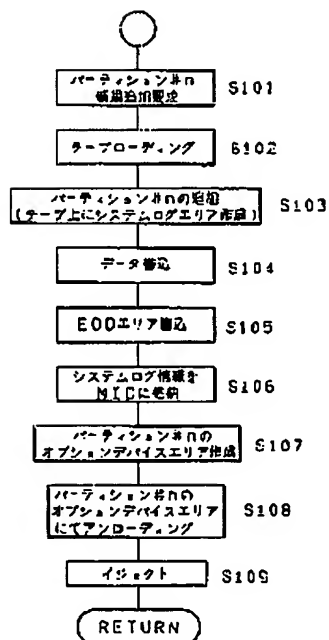 パーティション#n
新規追加要求
S101
テープローディング
S102
パーティション#nの追加
(テープ上にシステムログエリア作成)
S103
データ書込
S104
EODエリア書込
S105
システムログ情報を
MICに格納
S106
パーティション#nの
オプションデバイスエリア作成
S107
パーティション#nの
オプションデバイスエリア
にてアンローディング
S108
イジェクト
S109
RETURN